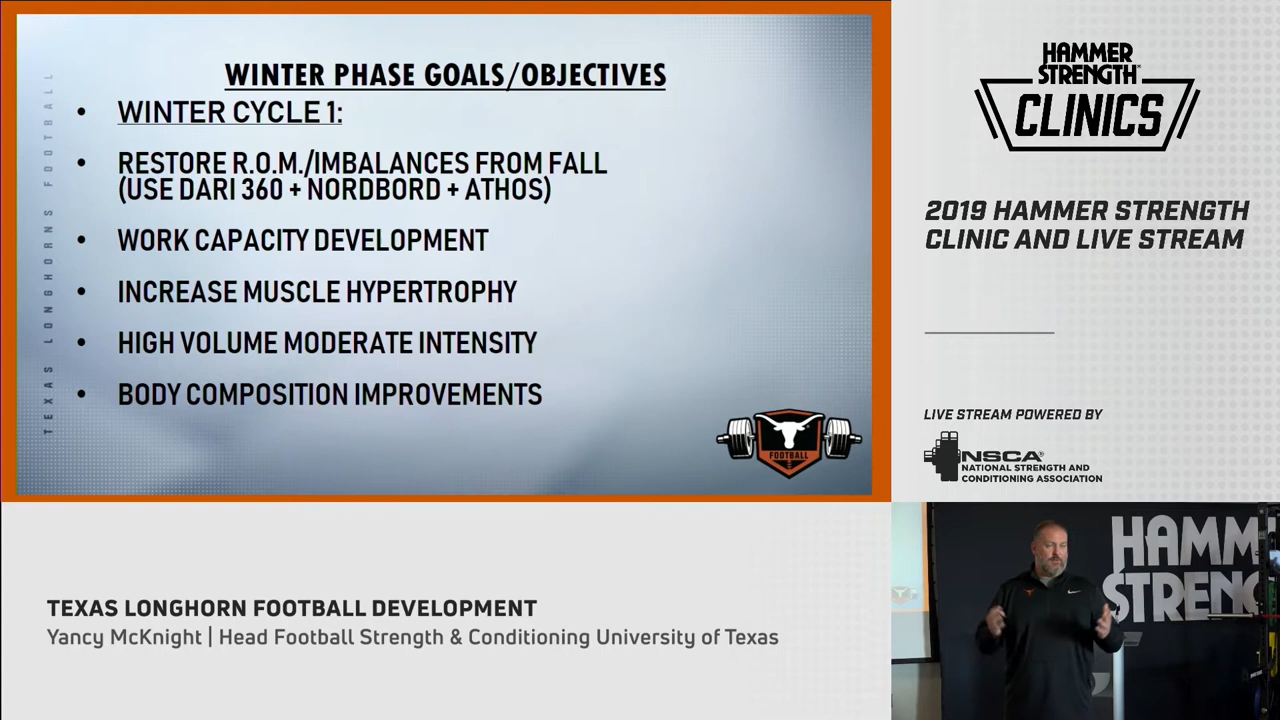 WINTER PHASE GOALS/OBJECTIVES
• WINTER CYCLE 1:
• RESTORE R.O.M./IMBALANCES FROM FALL
(USE DARI 360 + NORDBORD + ATHOS)
• WORK CAPACITY DEVELOPMENT
• INCREASE MUSCLE HYPERTROPHY
• HIGH VOLUME MODERATE INTENSITY
• BODY COMPOSITION IMPROVEMENTS
TEXAS LONGHORNS FOOTBALL
FOOTBALL
HAMMER
STRENGTH
CLINICS
2019 HAMMER STRENGTH
CLINIC AND LIVE STREAM
LIVE STREAM POWERED BY
NSCA®
NATIONAL STRENGTH AND
CONDITIONING ASSOCIATION
TEXAS LONGHORN FOOTBALL DEVELOPMENT
Yancy McKnight | Head Football Strength & Conditioning University of Texas
HAMM
STRENG